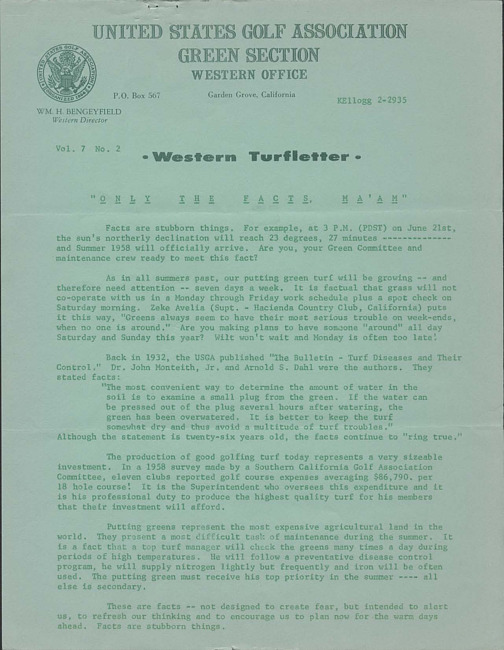 UNITED STATES GOLF ASSOCIATION
GREEN SECTION
WESTERN OFFICE
P.O. Box 567
Garden Grove, California
KEllogg 2-2935
WM. H. BENGEYFIELD
Western Director
Vol. 7 No. 2
• Western Turfletter •
"ONLY THE FACTS, MA'AM"
Facts are stubborn things. For example, at 3 P.M. (PDST) on June 21st,
the sun's northerly declination will reach 23 degrees, 27 minutes --------------
and Summer 1958 will officially arrive. Are you, your Green Committee and
maintenance crew ready to meet this fact?
As in all summers past, our putting green turf will be growing -- and
therefore need attention -- seven days a week. It is factual that grass will not
co-operate with us in a Monday through Friday work schedule plus a spot check on
Saturday morning. Zeke Avelia (Supt. - Hacienda Country Club, California) puts
it this way, "Greens always seem to have their most serious trouble on week-ends,
when no one is around." Are you making plans to have someone "around" all day
Saturday and Sunday this year? Wilt won't wait and Monday is often too late!
Back in 1932, the USGA published "The Bulletin - Turf Diseases and Their
Control." Dr. John Monteith, Jr. and Arnold S. Dahl were the authors. They
stated facts:
"The most convenient way to determine the amount of water in the
soil is to examine a small plug from the green. If the water can
be pressed out of the plug several hours after watering, the
green has been overwatered. It is better to keep the turf
somewhat dry and thus avoid a multitude of turf troubles."
Although the statement is twenty-six years old, the facts continue to "ring true."
The production of good golfing turf today represents a very sizeable
investment. In a 1958 survey made by a Southern California Golf Association
Committee, eleven clubs reported golf course expenses averaging $86,790. per
18 hole course! It is the Superintendent who oversees this expenditure and it
is his professional duty to produce the highest quality turf for his members
that their investment will afford.
Putting greens represent the most expensive agricultural land in the
world. They present a most difficult task of maintenance during the summer. It
is a fact that a top turf manager will check the greens many times a day during
periods of high temperatures. He will follow a preventative disease control
program, he will supply nitrogen lightly but frequently and iron will be often
used. The putting green must receive his top priority in the summer ---- all
else is secondary.
These are facts -- not designed to create fear, but intended to alert
us, to refresh our thinking and to encourage us to plan now for the warm days
ahead. Facts are stubborn things.